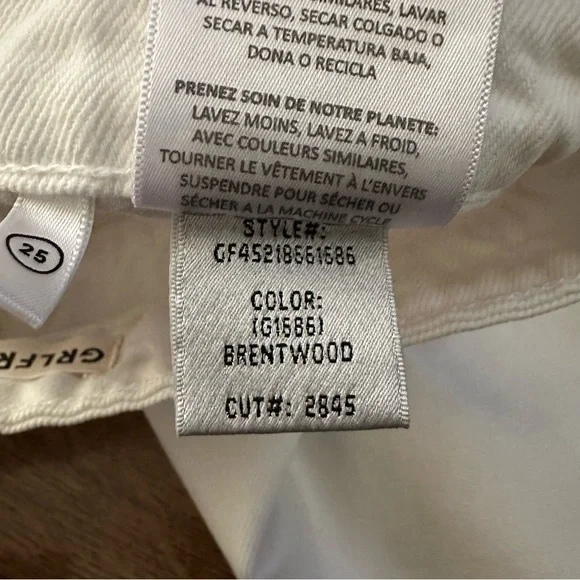 SIMILARES, LAVAR
AL REVERSO, SECAR COLGADO O
SECAR A TEMPERATURA BAJA,
DONA O RECICLA
PRENEZ SOIN DE NOTRE PLANETE:
LAVEZ MOINS, LAVEZ A FROID,
AVEC COULEURS SIMILAIRES,
TOURNER LE VÊTEMENT À L'ENVERS
SUSPENDRE POUR SÉCHER OU
SÉCHER A LA MACHINE CYCLE
STYLE#:
GF45218661686
COLOR:
(G1686)
BRENTWOOD
CUT#: 2845
25
GRLFR